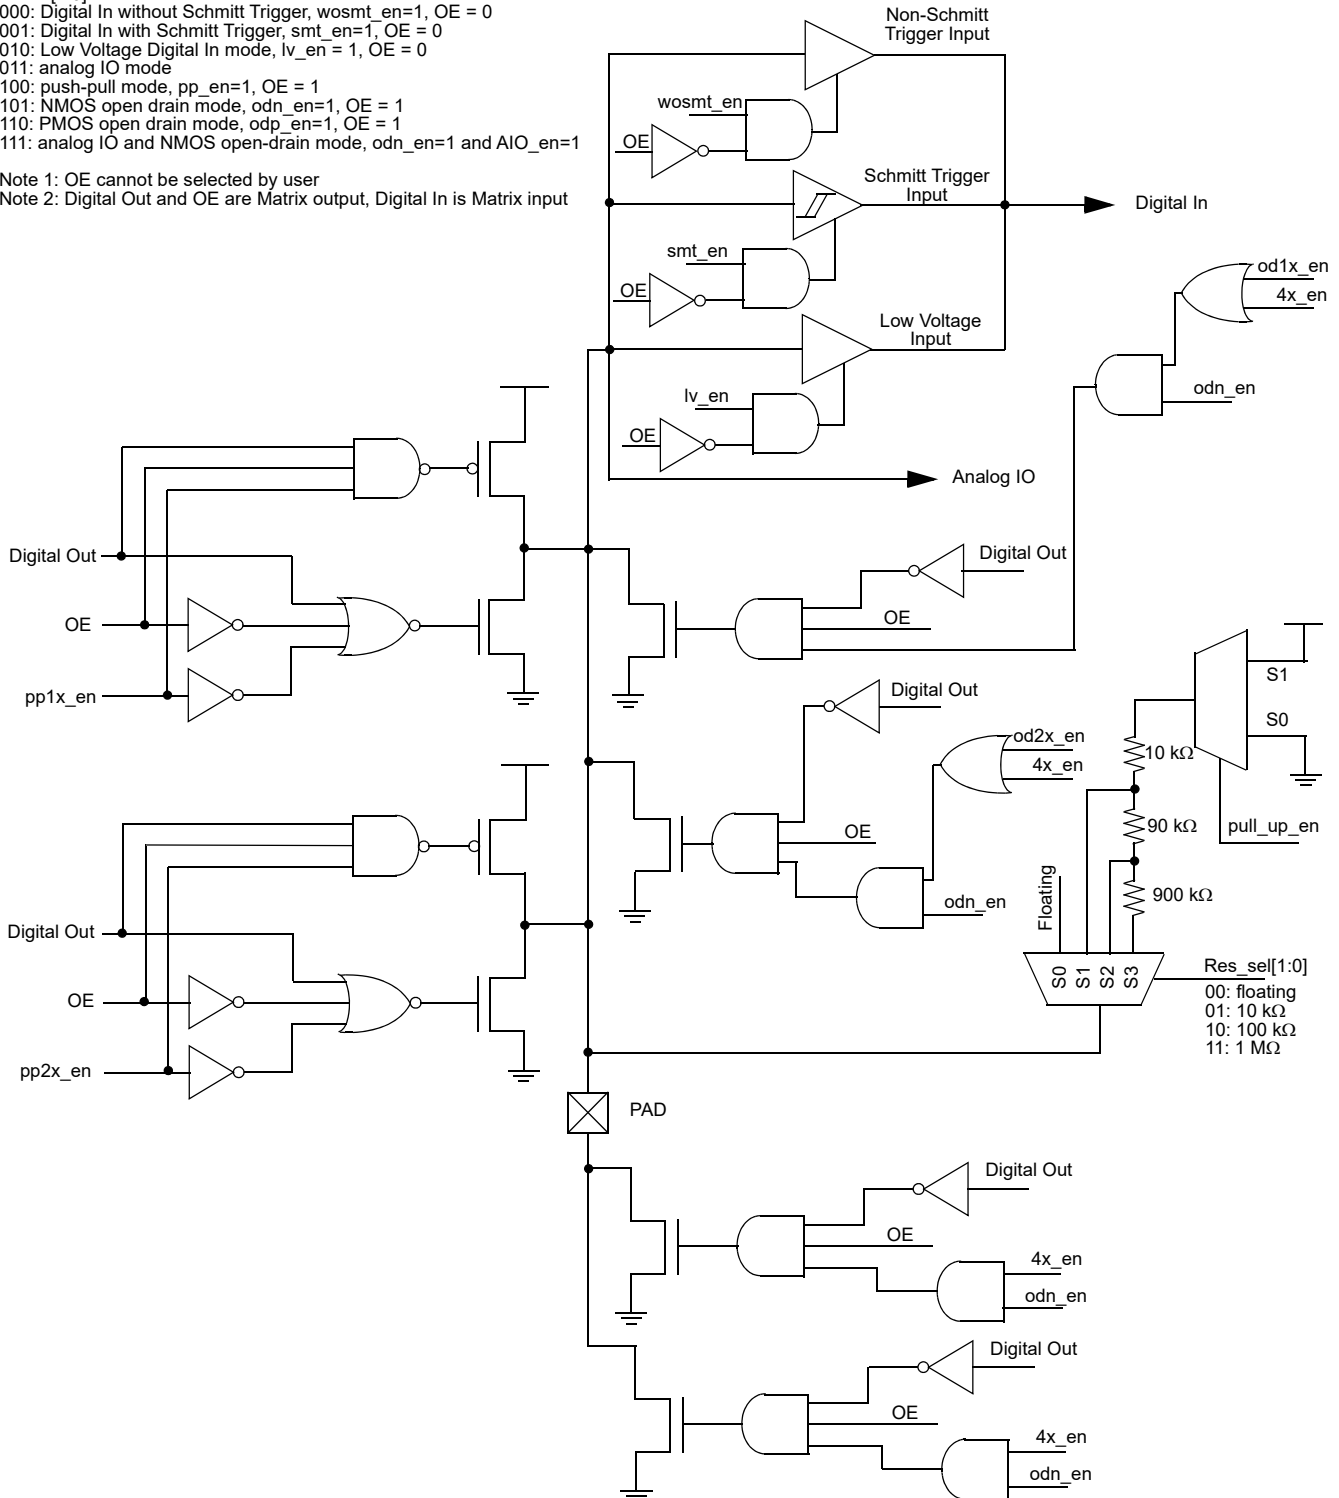 000: Digital In without Schmitt Trigger, wosmt_en=1, OE = 0
001: Digital In with Schmitt Trigger, smt_en=1, OE = 0
010: Low Voltage Digital In mode, lv_en = 1, OE = 0
011: analog IO mode
100: push-pull mode, pp_en=1, OE = 1
101: NMOS open drain mode, odn_en=1, OE = 1
110: PMOS open drain mode, odp_en=1, OE = 1
111: analog IO and NMOS open-drain mode, odn_en=1 and AIO_en=1
Note 1: OE cannot be selected by user
Note 2: Digital Out and OE are Matrix output, Digital In is Matrix input
Non-Schmitt
Trigger Input
wosmt_en
OE
Schmitt Trigger
Input
Digital In
smt_en
OE
Low Voltage
Input
lv_en
OE
Analog IO
od1x_en
4x_en
odn_en
Digital Out
OE
pp1x_en
Digital Out
OE
Digital Out
OE
od2x_en
4x_en
odn_en
S1
S0
10 kΩ
90 kΩ
900 kΩ
pull_up_en
Floating
S0
S1
S2
S3
Res_sel[1:0]
00: floating
01: 10 kΩ
10: 100 kΩ
11: 1 MΩ
Digital Out
OE
pp2x_en
PAD
Digital Out
OE
4x_en
odn_en
Digital Out
OE
4x_en
odn_en